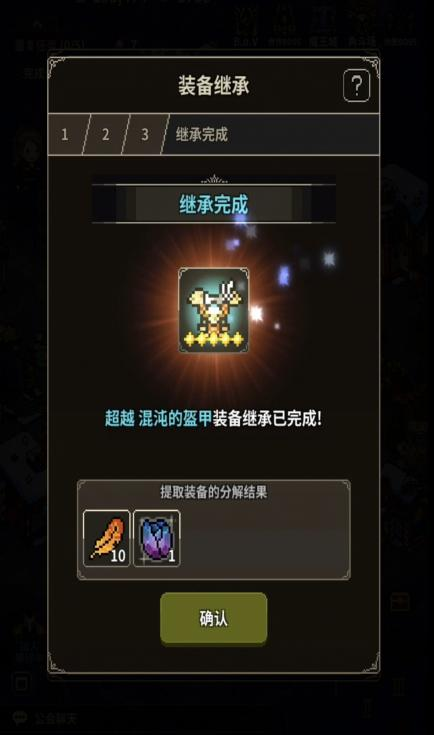 装备继承
?
1
2
3
继承完成
继承完成
超越 混沌的盔甲装备继承已完成!
提取装备的分解结果
10
1
确认
公会聊天